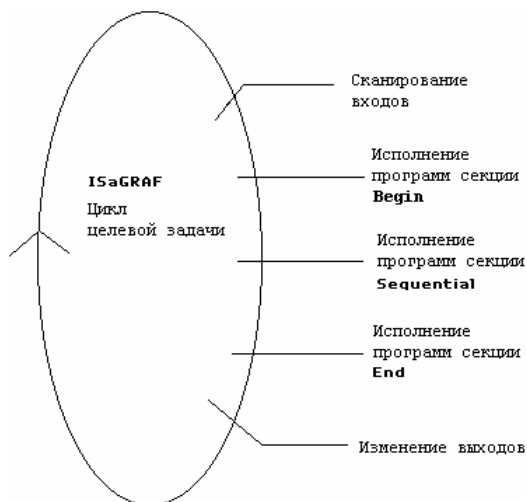 Сканирование
входов
Исполнение
программ секции
Begin
ISaGRAF
Цикл
целевой задачи
Исполнение
программ секции
Sequential
Исполнение
программ секции
End
Изменение выходов